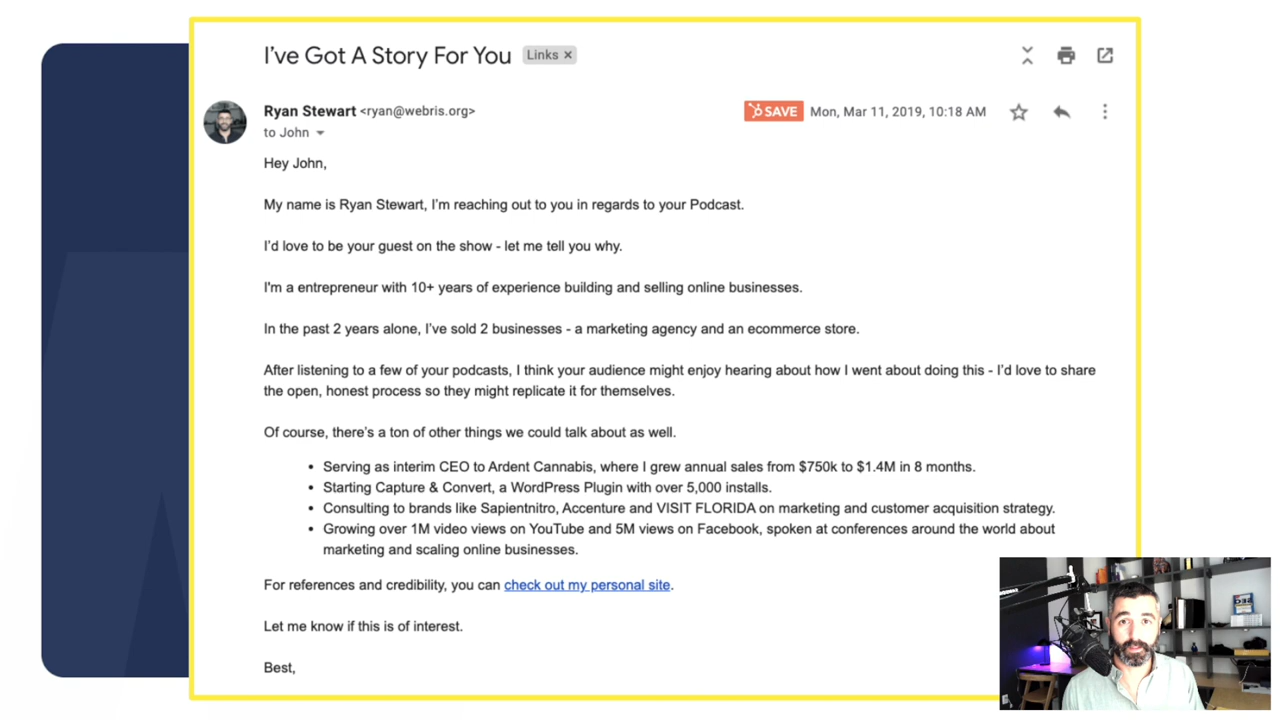 I've Got A Story For You Links ×
Ryan Stewart <ryan@webris.org> SAVE Mon, Mar 11, 2019, 10:18 AM
to John
Hey John,
My name is Ryan Stewart, I'm reaching out to you in regards to your Podcast.
I'd love to be your guest on the show - let me tell you why.
I'm a entrepreneur with 10+ years of experience building and selling online businesses.
In the past 2 years alone, I've sold 2 businesses - a marketing agency and an ecommerce store.
After listening to a few of your podcasts, I think your audience might enjoy hearing about how I went about doing this - I'd love to share
the open, honest process so they might replicate it for themselves.
Of course, there's a ton of other things we could talk about as well.
• Serving as interim CEO to Ardent Cannabis, where I grew annual sales from $750k to $1.4M in 8 months.
• Starting Capture & Convert, a WordPress Plugin with over 5,000 installs.
• Consulting to brands like Sapientnitro, Accenture and VISIT FLORIDA on marketing and customer acquisition strategy.
• Growing over 1M video views on YouTube and 5M views on Facebook, spoken at conferences around the world about
marketing and scaling online businesses.
For references and credibility, you can check out my personal site.
Let me know if this is of interest.
Best,
SEO